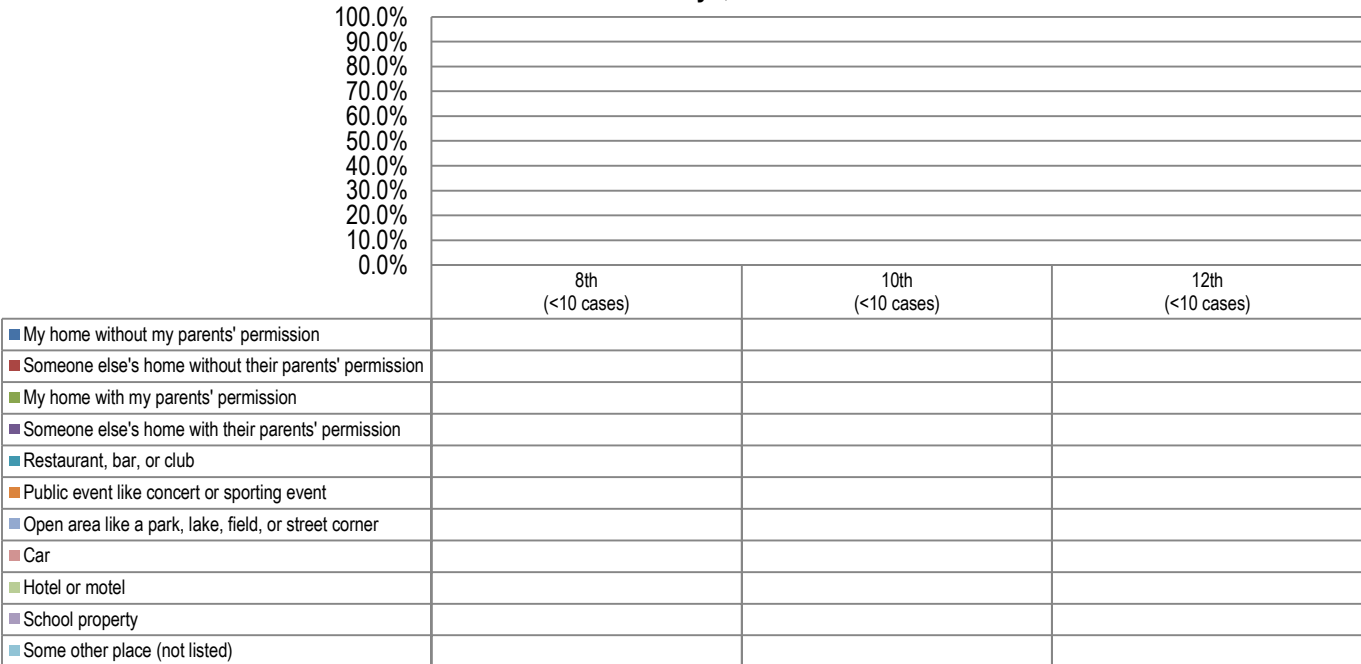 100.0%
90.0%
80.0%
70.0%
60.0%
50.0%
40.0%
30.0%
20.0%
10.0%
0.0%
8th 10th 12th
(<10 cases) (<10 cases) (<10 cases)
My home without my parents' permission
Someone else's home without their parents' permission
My home with my parents' permission
Someone else's home with their parents' permission
Restaurant, bar, or club
Public event like concert or sporting event
Open area like a park, lake, field, or street corner
Car
Hotel or motel
School property
Some other place (not listed)